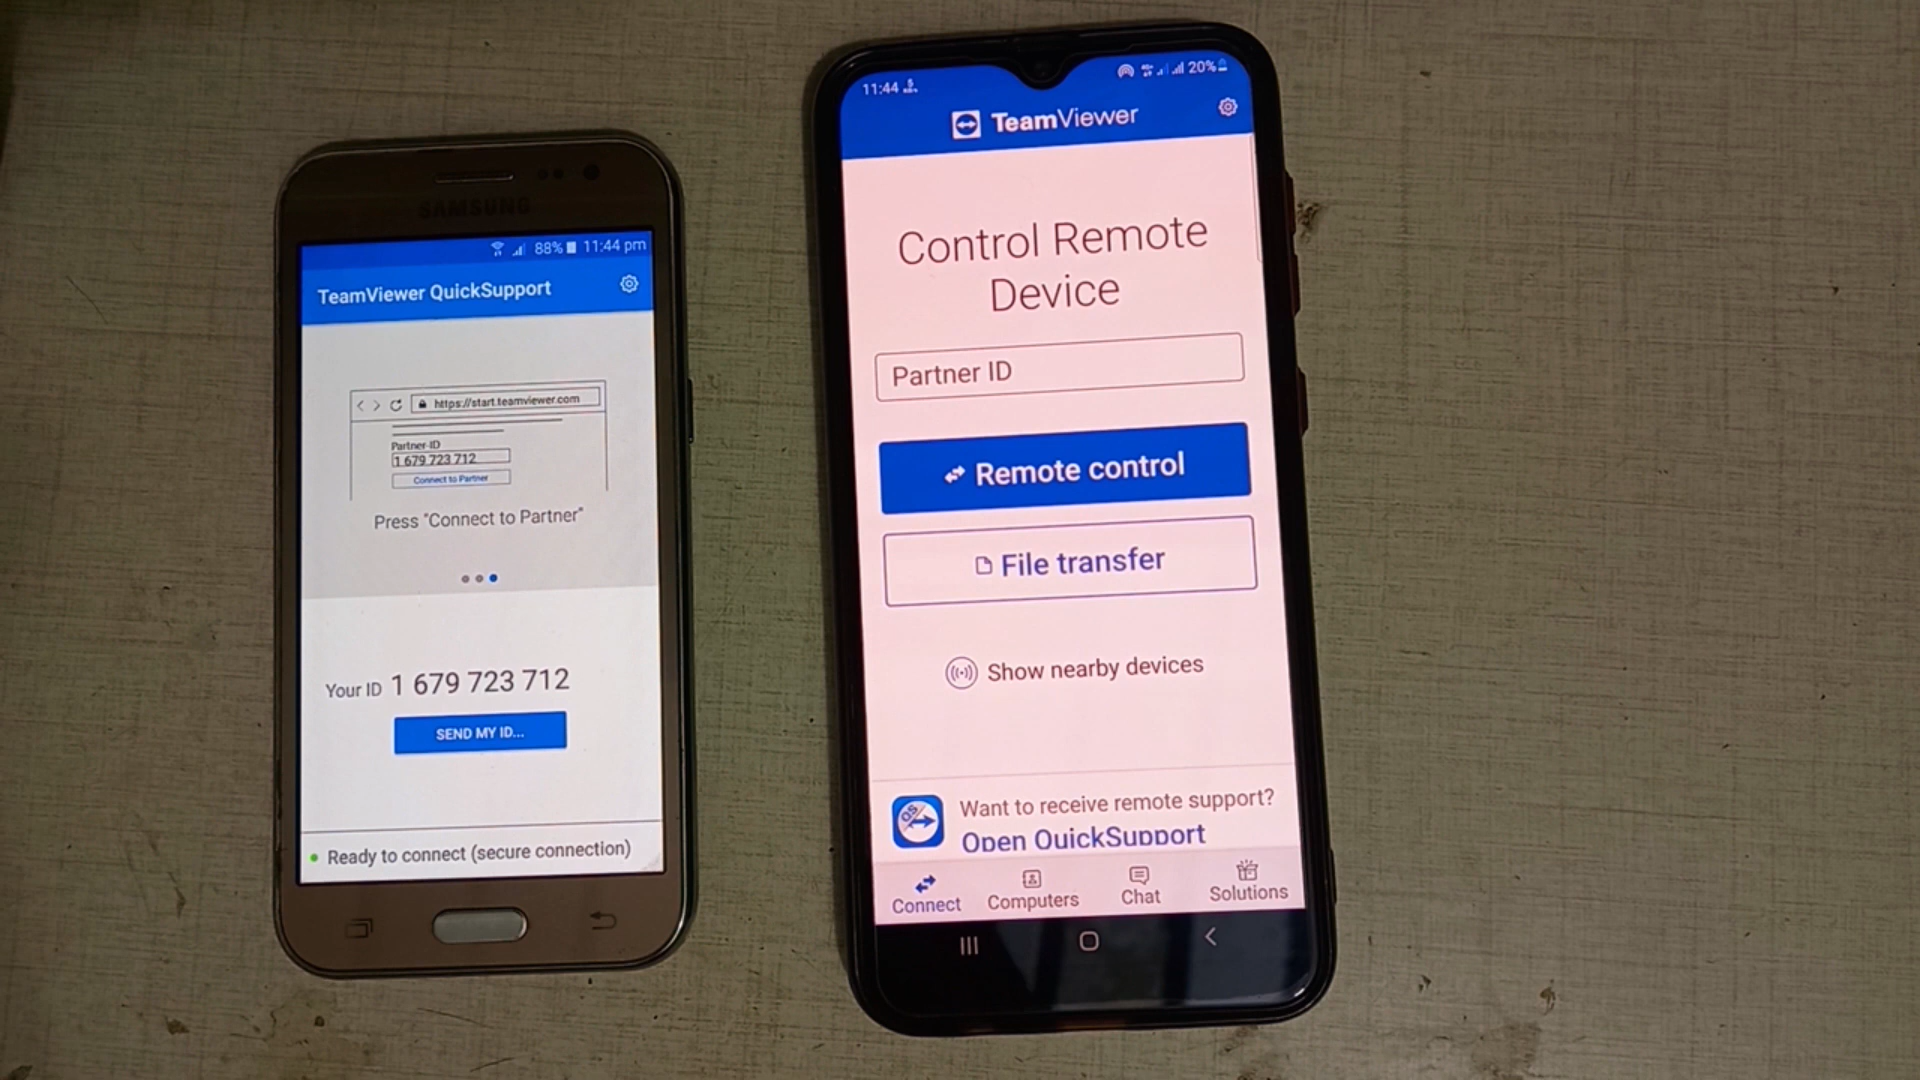 SAMSUNG
88% 11:44 pm
TeamViewer QuickSupport
https://start.teamviewer.com
Partner-ID
1 679 723 712
Connect to Partner
Press "Connect to Partner"
Your ID 1 679 723 712
SEND MY ID...
Ready to connect (secure connection)
11:44
20%
TeamViewer
Control Remote
Device
Partner ID
Remote control
File transfer
Show nearby devices
QS
Want to receive remote support?
Open QuickSupport
Connect
Computers
Chat
Solutions